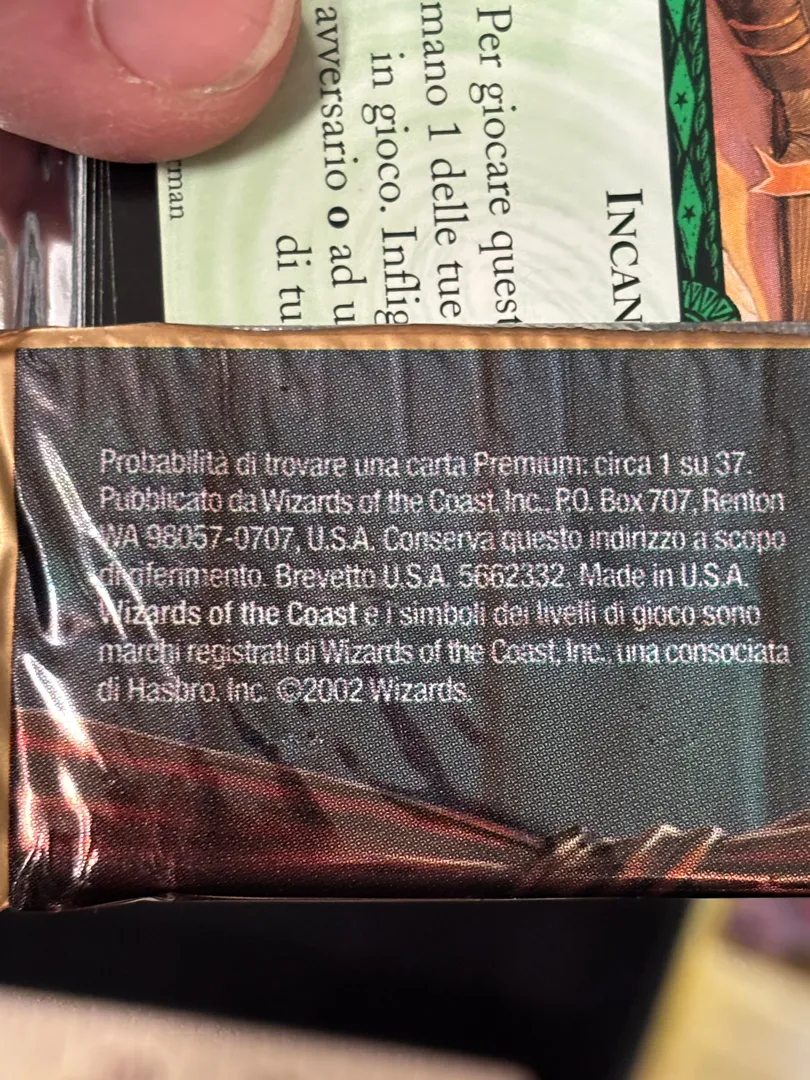 Per giocare quest
mano 1 delle tue
in gioco. Inflig
avversario o ad u
di tu
rman
INCAN
Probabilità di trovare una carta Premium: circa 1 su 37.
Pubblicato da Wizards of the Coast, Inc., P.O. Box 707, Renton
WA 98057-0707, U.S.A. Conserva questo indirizzo a scopo
di riferimento. Brevetto U.S.A. 5662332. Made in U.S.A.
Wizards of the Coast e i simboli dei livelli di gioco sono
marchi registrati di Wizards of the Coast, Inc., una consociata
di Hasbro, Inc. ©2002 Wizards.